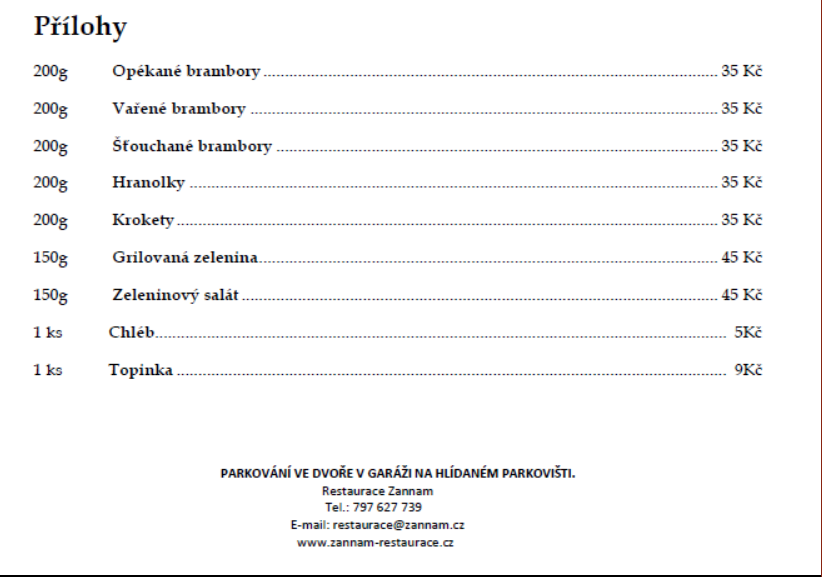 Přílohy
200g Opékané brambory ........ 35 Kč
200g Vařené brambory ........ 35 Kč
200g Šťouchané brambory ........ 35 Kč
200g Hranolky ........ 35 Kč
200g Krokety ........ 35 Kč
150g Grilovaná zelenina ........ 45 Kč
150g Zeleninový salát ........ 45 Kč
1 ks Chléb ........ 5Kč
1 ks Topinka ........ 9Kč
PARKOVÁNÍ VE DVOŘE V GARÁŽI NA HLÍDANÉM PARKOVIŠTI.
Restaurace Zannam
Tel.: 797 627 739
E-mail: restaurace@zannam.cz
www.zannam-restaurace.cz